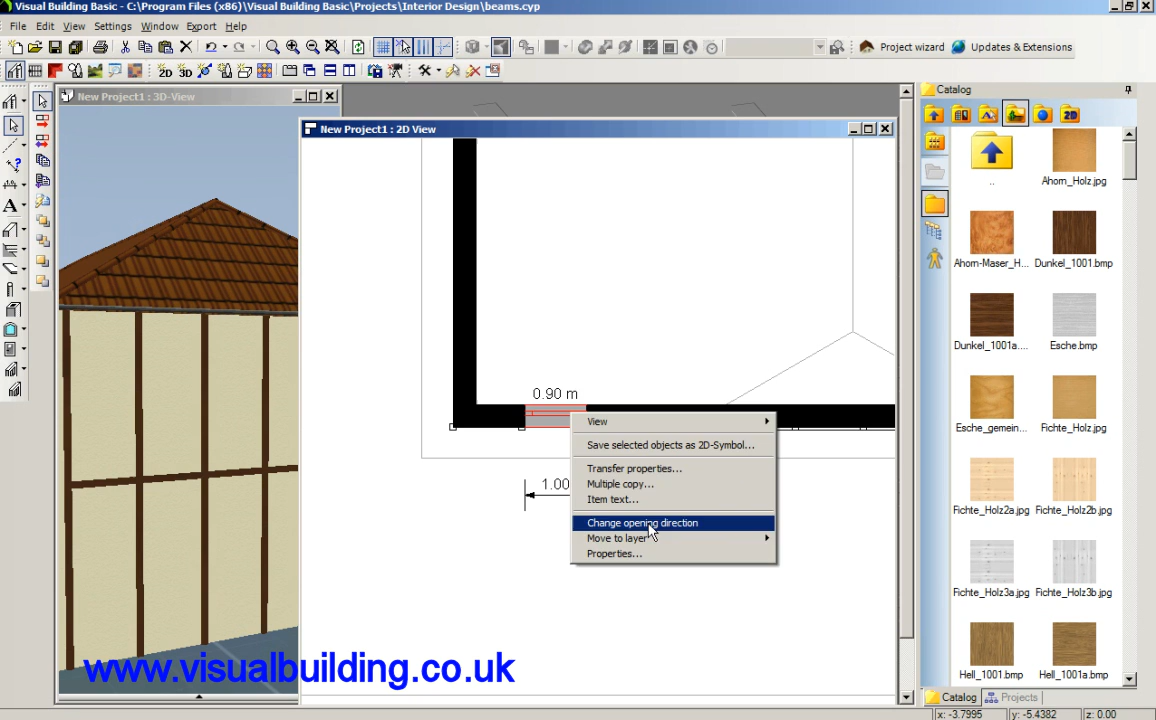 Visual Building Basic - C:\Program Files (x86)\Visual Building Basic\Projects\Interior Design\beams.cyp
File Edit View Settings Window Export Help
Project wizard Updates & Extensions
2D 3D
New Project1 : 3D-View
Catalog
New Project1 : 2D View
2D
..
Ahorn_Holz.jpg
Ahorn-Maser_H... Dunkel_1001.bmp
Dunkel_1001a.... Esche.bmp
0.90 m
View
Esche_gemein... Fichte_Holz.jpg
Save selected objects as 2D-Symbol...
Transfer properties...
Multiple copy...
1.00
Item text...
Fichte_Holz2a.jpg Fichte_Holz2b.jpg
Change opening direction
Move to layer
Properties...
Fichte_Holz3a.jpg Fichte_Holz3b.jpg
www.visualbuilding.co.uk
Hell_1001.bmp Hell_1001a.bmp
Catalog Projects
x: -3.7995 y: -5.4382 z: 0.00